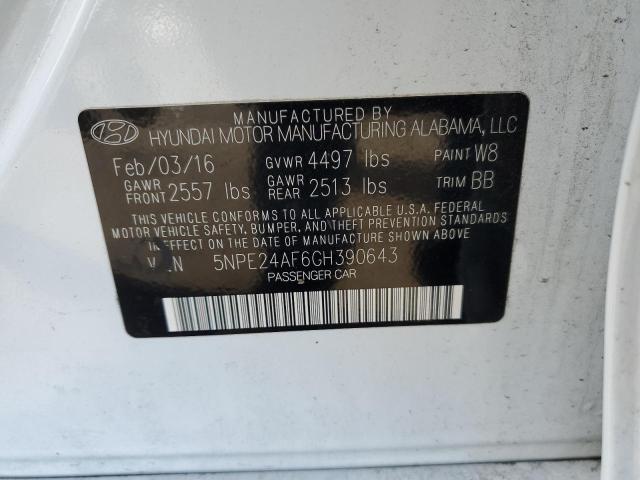 MANUFACTURED BY
HYUNDAI MOTOR MANUFACTURING ALABAMA, LLC
Feb/03/16 GVWR 4497 lbs PAINT W8
GAWR FRONT 2557 lbs GAWR REAR 2513 lbs TRIM BB
THIS VEHICLE CONFORMS TO ALL APPLICABLE U.S.A. FEDERAL
MOTOR VEHICLE SAFETY, BUMPER, AND THEFT PREVENTION STANDARDS
IN EFFECT ON THE DATE OF MANUFACTURE SHOWN ABOVE.
V.I.N 5NPE24AF6GH390643
PASSENGER CAR